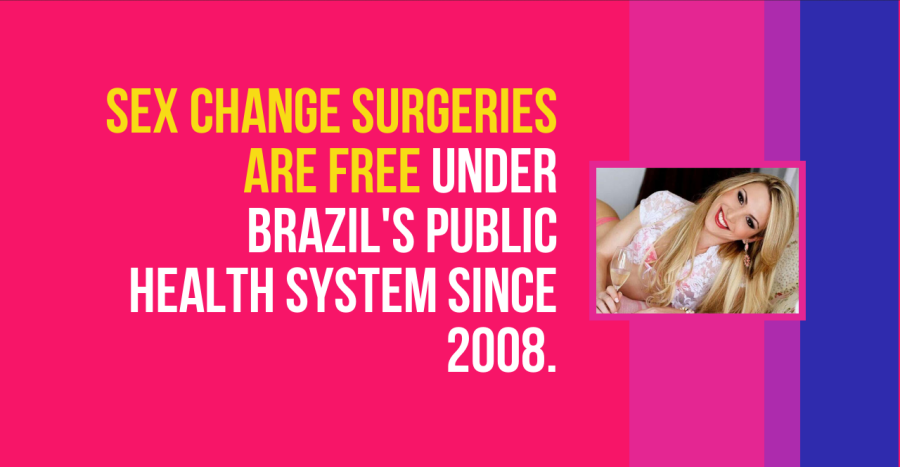 SEX CHANGE SURGERIES
ARE FREE UNDER
BRAZIL'S PUBLIC
HEALTH SYSTEM SINCE
2008.